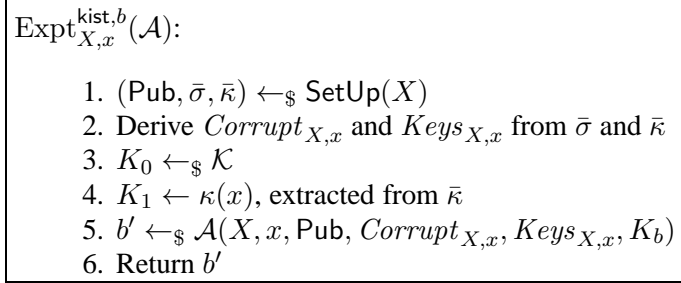 Expt^{kist,b}_{X,x}(𝒜):
1. (Pub, σ̄, κ̄) ←$ SetUp(X)
2. Derive Corrupt_{X,x} and Keys_{X,x} from σ̄ and κ̄
3. K_0 ←$ 𝒦
4. K_1 ← κ(x), extracted from κ̄
5. b′ ←$ 𝒜(X, x, Pub, Corrupt_{X,x}, Keys_{X,x}, K_b)
6. Return b′